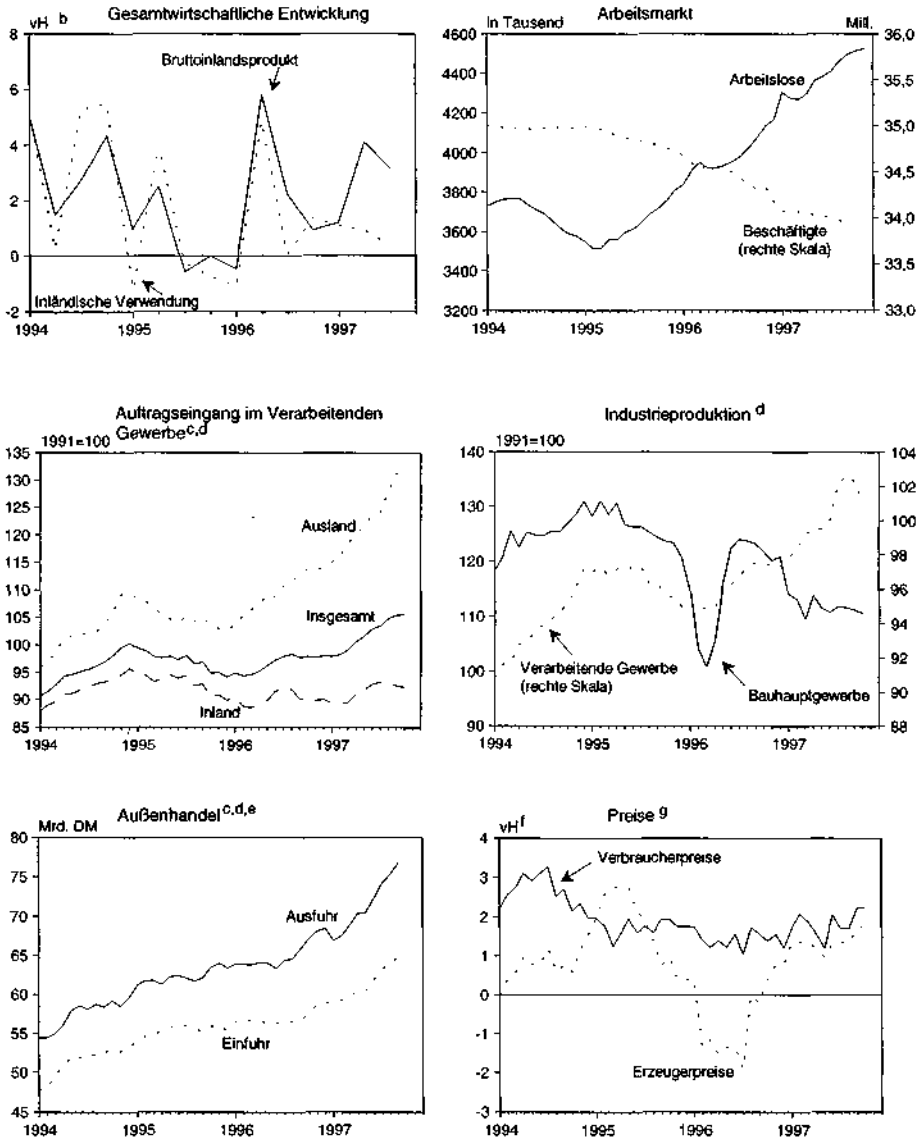 Gesamtwirtschaftliche Entwicklung
vH b
8
6
4
2
0
-2
Bruttoinlandsprodukt
Inländische Verwendung
1994 1995 1996 1997
Arbeitsmarkt
In Tausend Mill.
4600 36,0
4400 35,5
4200 35,0
4000 34,5
3800 34,0
3600 33,5
3400 33,0
3200
Arbeitslose
Beschäftigte
(rechte Skala)
1994 1995 1996 1997
Auftragseingang im Verarbeitenden
Gewerbe c,d
1991=100
135
130
125
120
115
110
105
100
95
90
85
Ausland
Insgesamt
Inland
1994 1995 1996 1997
Industrieproduktion d
1991=100
140 104
130 102
120 100
110 98
100 96
90 94
92
90
88
Verarbeitende Gewerbe
(rechte Skala)
Bauhauptgewerbe
1994 1995 1996 1997
Außenhandel c,d,e
Mrd. DM
80
75
70
65
60
55
50
45
Ausfuhr
Einfuhr
1994 1995 1996 1997
Preise g
vH f
4
3
2
1
0
-1
-2
-3
Verbraucherpreise
Erzeugerpreise
1994 1995 1996 1997